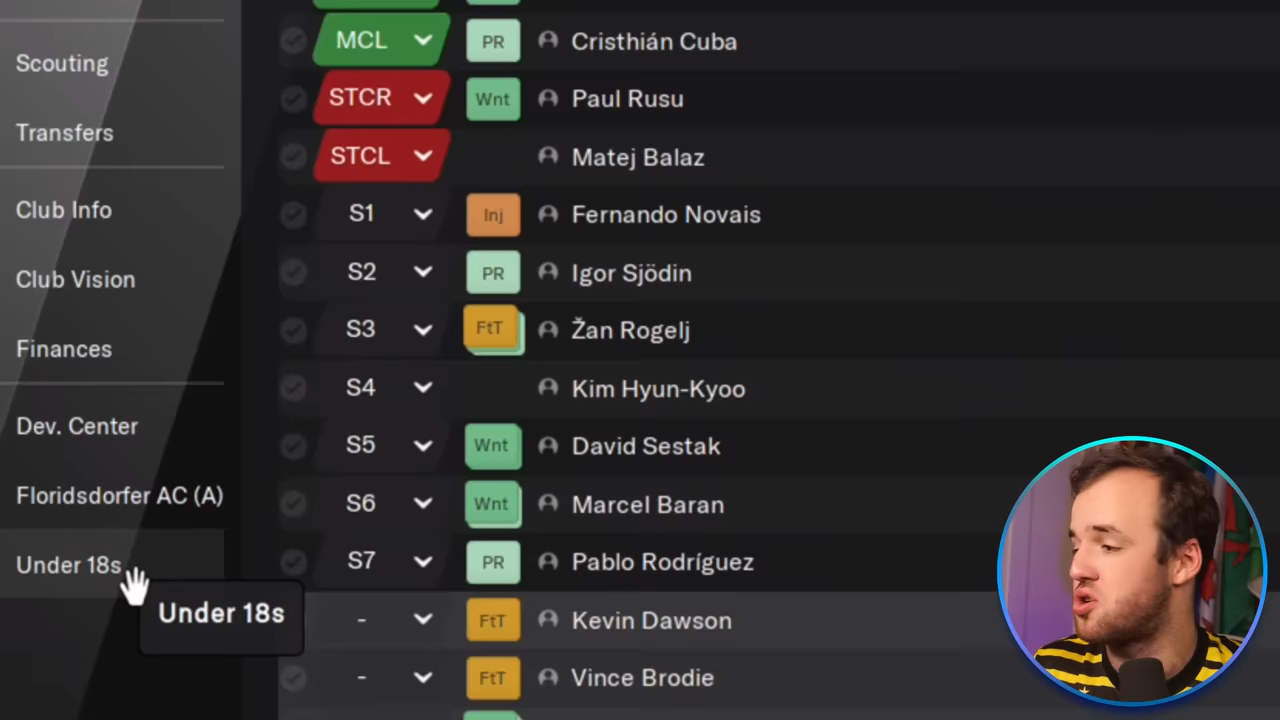 Scouting
Transfers
Club Info
Club Vision
Finances
Dev. Center
Floridsdorfer AC (A)
Under 18s
Under 18s
MCL PR Cristhián Cuba
STCR Wnt Paul Rusu
STCL Matej Balaz
S1 Inj Fernando Novais
S2 PR Igor Sjödin
S3 FtT Žan Rogelj
S4 Kim Hyun-Kyoo
S5 Wnt David Sestak
S6 Wnt Marcel Baran
S7 PR Pablo Rodríguez
- FtT Kevin Dawson
- FtT Vince Brodie